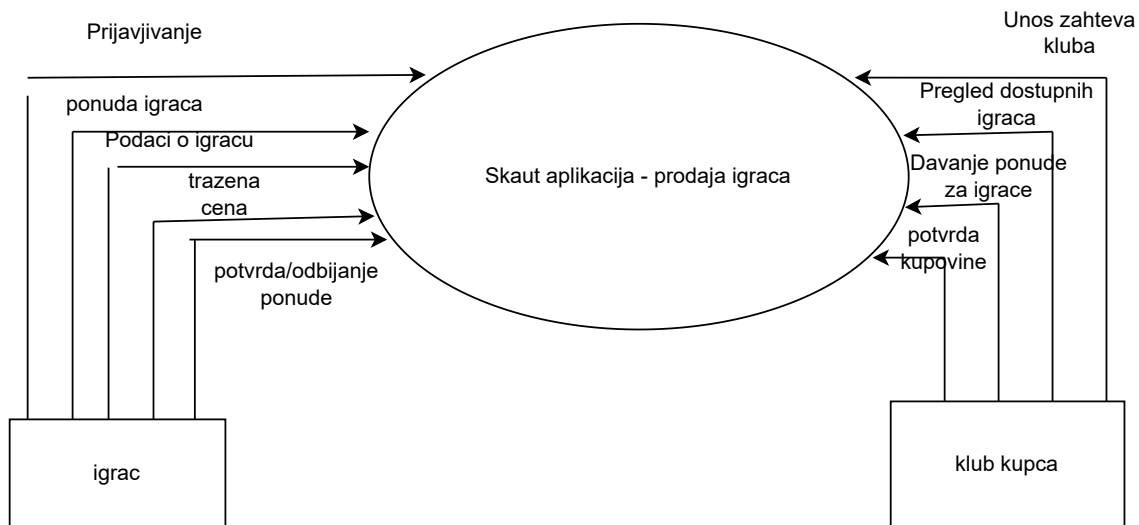 Prijavjivanje
ponuda igraca
Podaci o igracu
trazena
cena
potvrda/odbijanje
ponude
igrac
Skaut aplikacija - prodaja igraca
Unos zahteva
kluba
Pregled dostupnih
igraca
Davanje ponude
za igrace
potvrda
kupovine
klub kupca